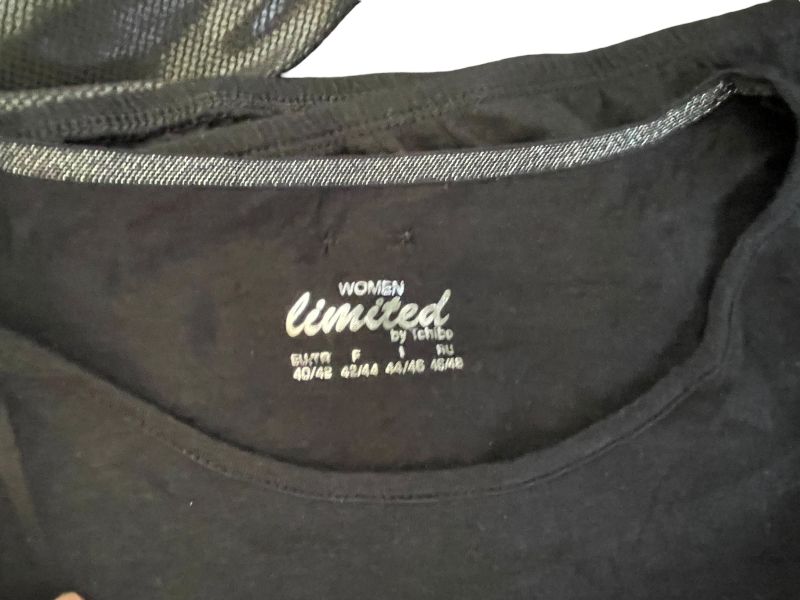 WOMEN
limited
by Tchibo
EU/TR F I RU
40/42 42/44 44/46 46/48